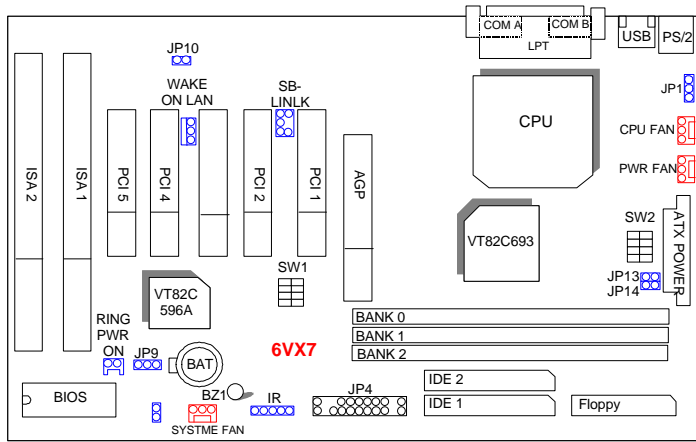 COM A
COM B
LPT
USB
PS/2
JP10
WAKE
ON LAN
SB-
LINLK
JP1
CPU
CPU FAN
PWR FAN
ISA 2
ISA 1
PCI 5
PCI 4
PCI 2
PCI 1
AGP
VT82C693
SW2
ATX POWER
SW1
JP13
JP14
VT82C
596A
RING
PWR
ON
JP9
BAT
6VX7
BANK 0
BANK 1
BANK 2
BIOS
BZ1
IR
JP4
IDE 2
IDE 1
Floppy
SYSTME FAN